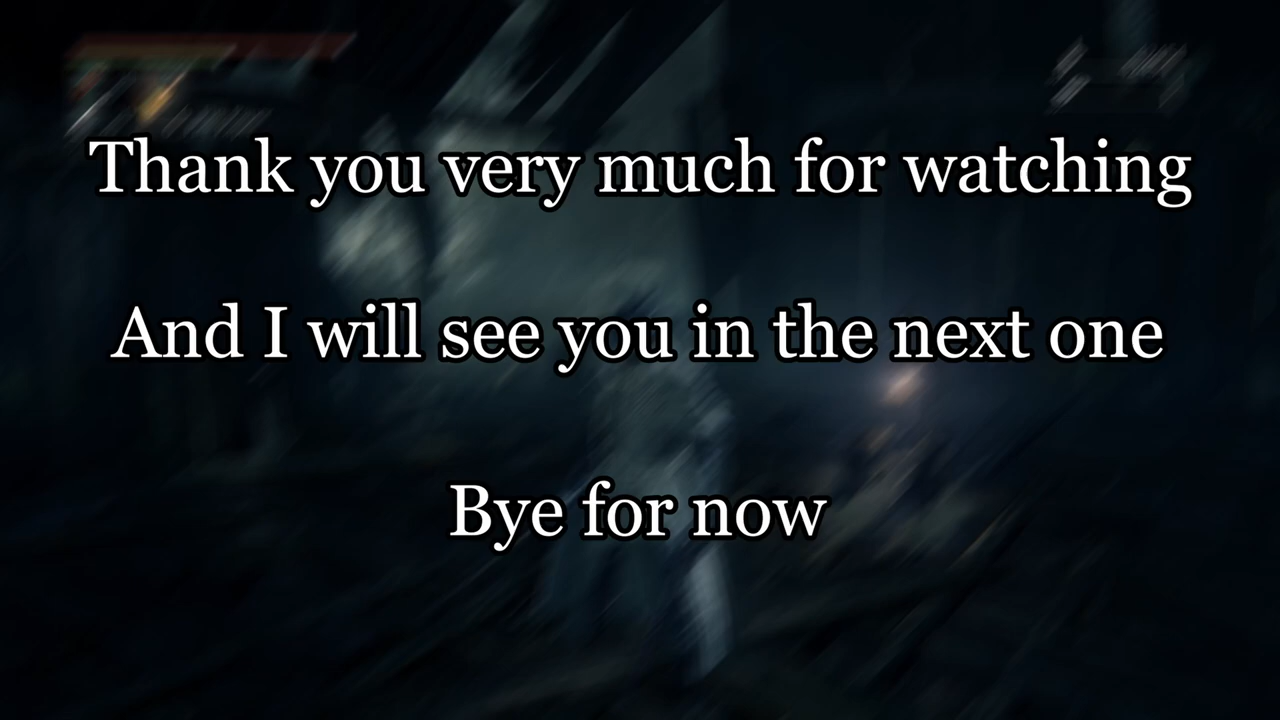 Thank you very much for watching
And I will see you in the next one
Bye for now